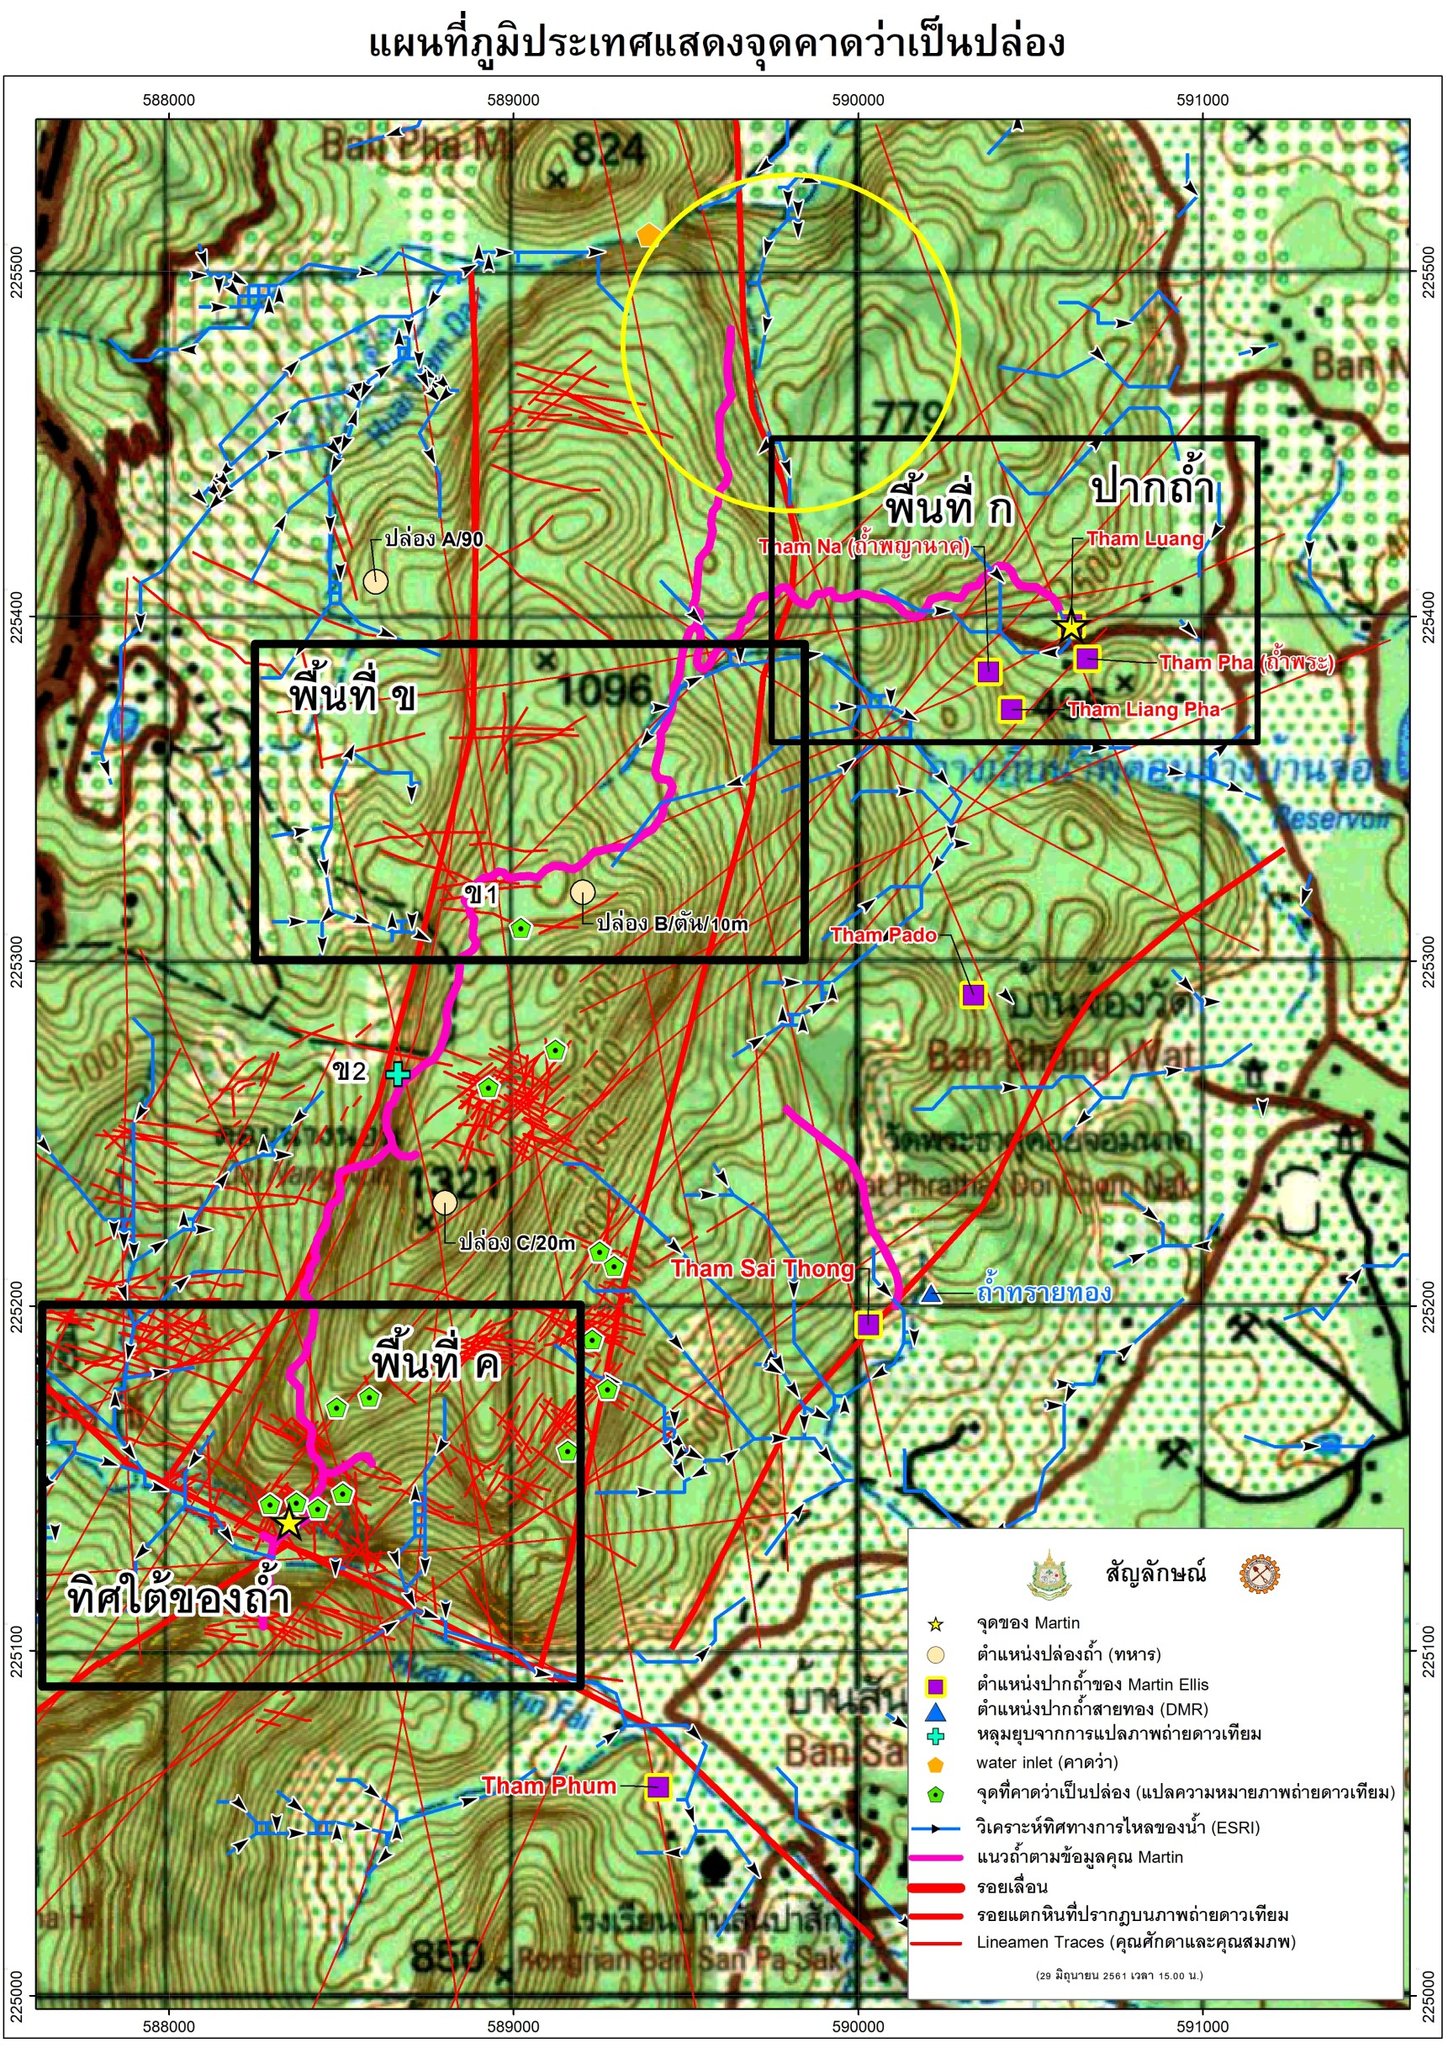 แผนที่ภูมิประเทศแสดงจุดคาดว่าเป็นปล่อง
588000
589000
590000
591000
Ban Pha Mi
824
225500
225500
779
ปากถ้ำ
พื้นที่ ก
ปล่อง A/90
Tham Na (ถ้ำพญานาค)
Tham Luang
500
225400
225400
พื้นที่ ข
1096
Tham Pha (ถ้ำพระ)
Tham Liang Pha
Reservoir
ข1
ปล่อง B/ตัน/10m
Tham Pado
225300
225300
บ้านจ้องวัด
Ban Chong Wat
1200
1000
1100
ข2
วัดพระธาตุดอยจอมนาค
Wat Phrathat Doi Chom Nak
1321
ปล่อง C/20m
Tham Sai Thong
ถ้ำทรายทอง
225200
225200
1000
พื้นที่ ค
ทิศใต้ของถ้ำ
225100
225100
Tham Phum
โรงเรียนบ้านสันป่าสัก
Rongrian Ban San Pa Sak
850
225000
225000
588000
589000
590000
591000
สัญลักษณ์
จุดของ Martin
ตำแหน่งปล่องถ้ำ (ทหาร)
ตำแหน่งปากถ้ำของ Martin Ellis
ตำแหน่งปากถ้ำสายทอง (DMR)
หลุมยุบจากการแปลภาพถ่ายดาวเทียม
water inlet (คาดว่า)
จุดที่คาดว่าเป็นปล่อง (แปลความหมายภาพถ่ายดาวเทียม)
วิเคราะห์ทิศทางการไหลของน้ำ (ESRI)
แนวถ้ำตามข้อมูลคุณ Martin
รอยเลื่อน
รอยแตกหินที่ปรากฎบนภาพถ่ายดาวเทียม
Lineamen Traces (คุณศักดาและคุณสมภพ)
(29 มิถุนายน 2561 เวลา 15.00 น.)